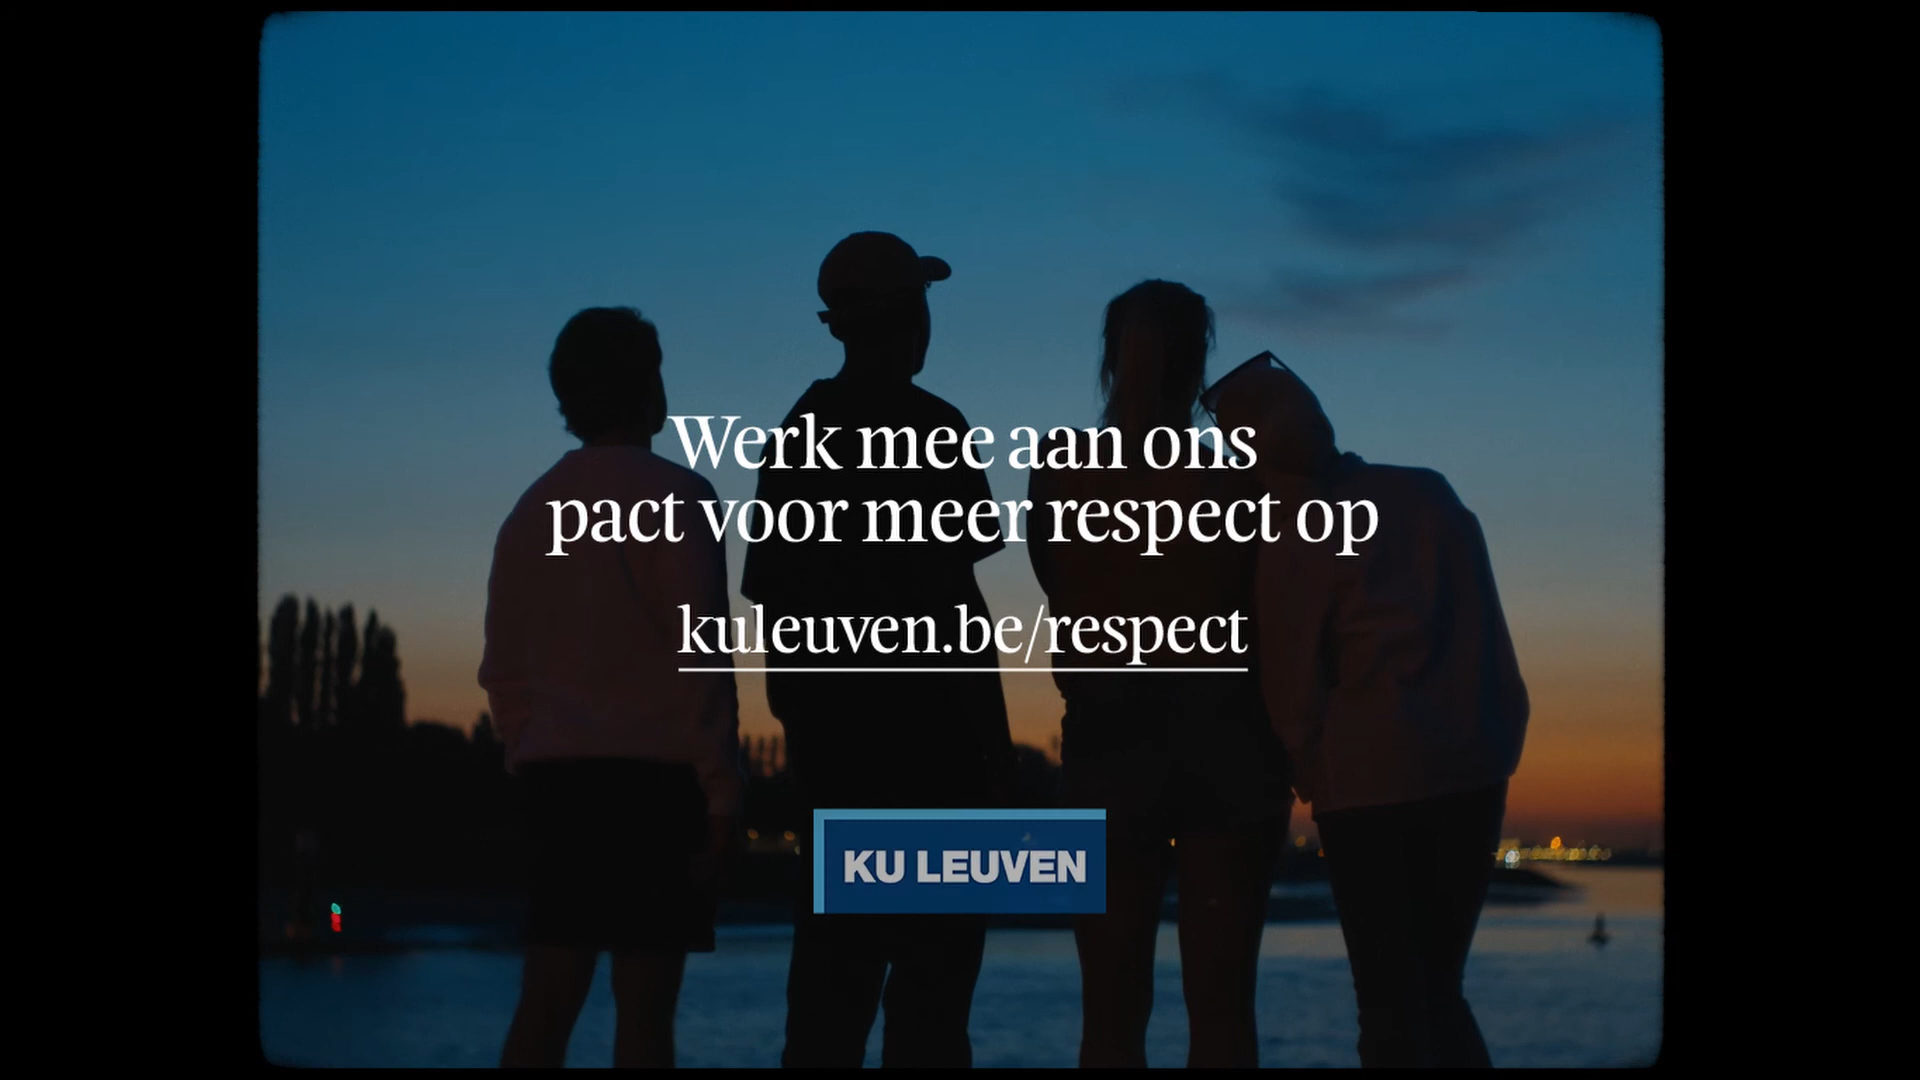 Werk mee aan ons
pact voor meer respect op
kuleuven.be/respect
KU LEUVEN